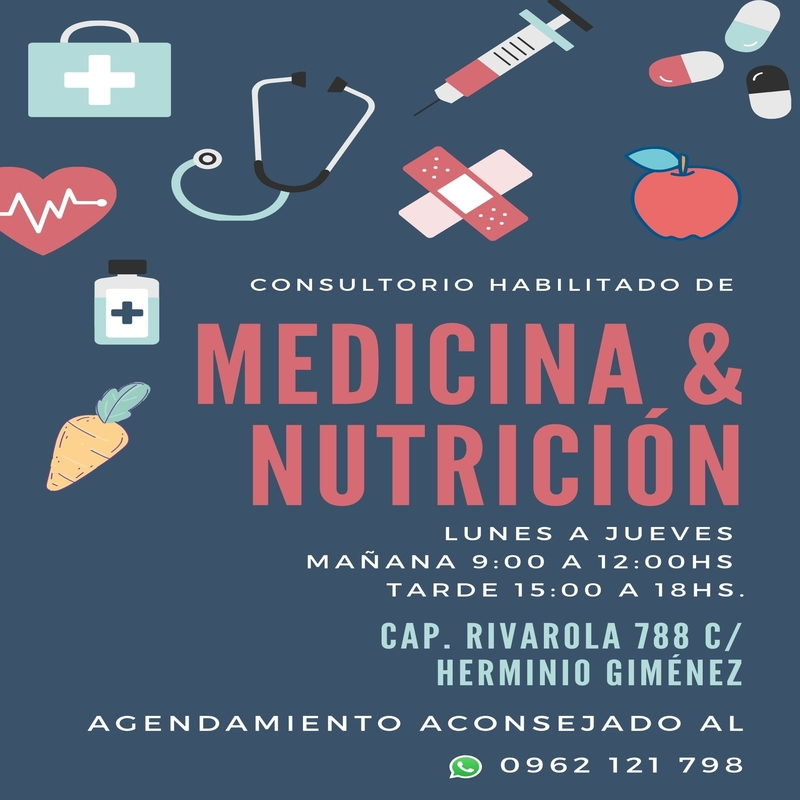 CONSULTORIO HABILITADO DE
MEDICINA &
NUTRICIÓN
LUNES A JUEVES
MAÑANA 9:00 A 12:00HS
TARDE 15:00 A 18HS.
CAP. RIVAROLA 788 C/
HERMINIO GIMÉNEZ
AGENDAMIENTO ACONSEJADO AL
0962 121 798